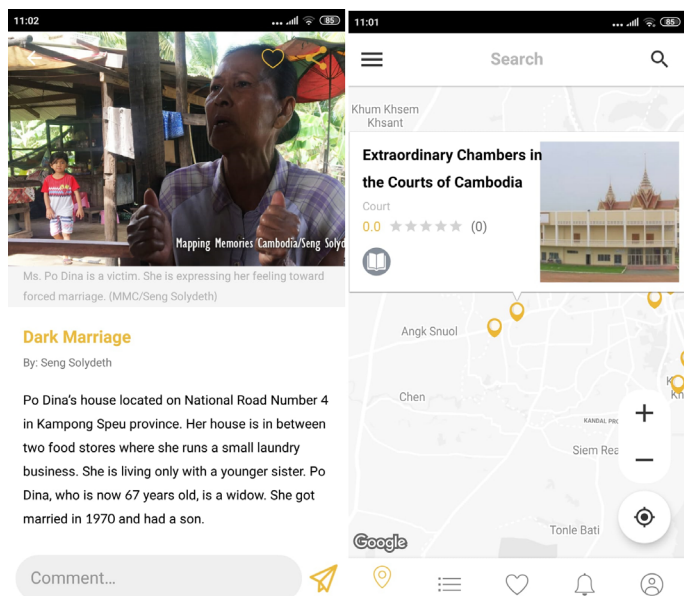 11:02
85
Mapping Memories Cambodia/Seng Solyd
Ms. Po Dina is a victim. She is expressing her feeling toward
forced marriage. (MMC/Seng Solydeth)
Dark Marriage
By: Seng Solydeth
Po Dina's house located on National Road Number 4
in Kampong Speu province. Her house is in between
two food stores where she runs a small laundry
business. She is living only with a younger sister. Po
Dina, who is now 67 years old, is a widow. She got
married in 1970 and had a son.
Comment...
11:01
85
Search
Khum Khsem
Khsant
Extraordinary Chambers in
the Courts of Cambodia
Court
0.0
(0)
Angk Snuol
Chen
KANDAL PRO
Siem Rea
Tonle Bati
Google